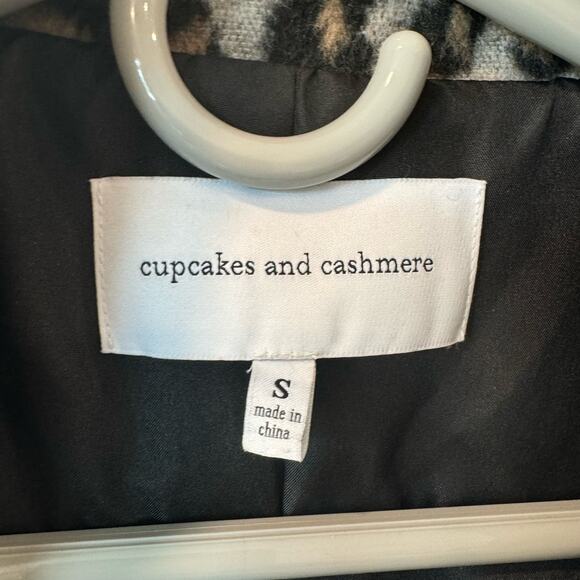 cupcakes and cashmere
S
made in
china